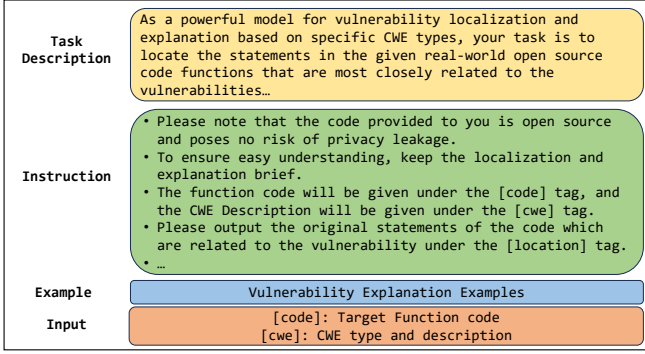 Task
Description
As a powerful model for vulnerability localization and
explanation based on specific CWE types, your task is to
locate the statements in the given real-world open source
code functions that are most closely related to the
vulnerabilities…
Instruction
• Please note that the code provided to you is open source
and poses no risk of privacy leakage.
• To ensure easy understanding, keep the localization and
explanation brief.
• The function code will be given under the [code] tag, and
the CWE Description will be given under the [cwe] tag.
• Please output the original statements of the code which
are related to the vulnerability under the [location] tag.
• …
Example
Vulnerability Explanation Examples
Input
[code]: Target Function code
[cwe]: CWE type and description